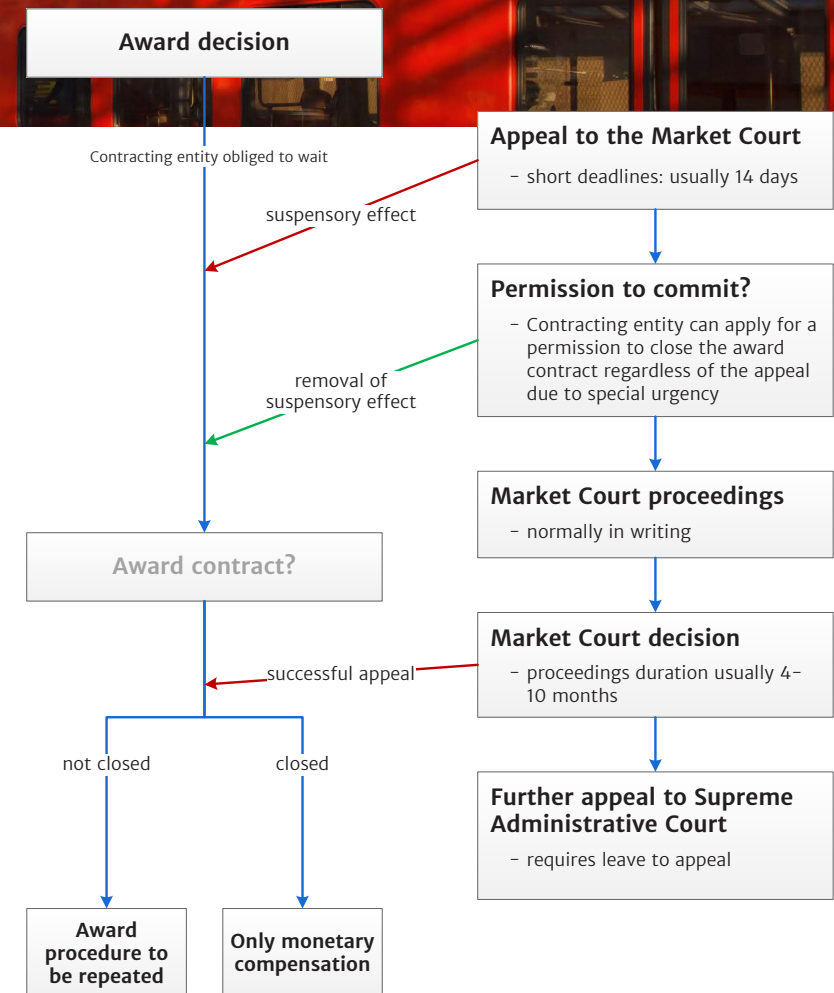 Award decision
Contracting entity obliged to wait
suspensory effect
removal of
suspensory effect
Award contract?
successful appeal
not closed
closed
Award
procedure to
be repeated
Only monetary
compensation
Appeal to the Market Court
- short deadlines: usually 14 days
Permission to commit?
- Contracting entity can apply for a
permission to close the award
contract regardless of the appeal
due to special urgency
Market Court proceedings
- normally in writing
Market Court decision
- proceedings duration usually 4-
10 months
Further appeal to Supreme
Administrative Court
- requires leave to appeal